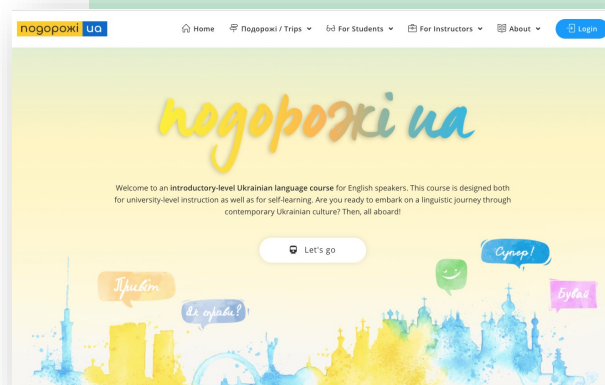 подорожі ua
Home
Подорожі / Trips
For Students
For Instructors
About
Login
подорожі ua
Welcome to an introductory-level Ukrainian language course for English speakers. This course is designed both
for university-level instruction as well as for self-learning. Are you ready to embark on a linguistic journey through
contemporary Ukrainian culture? Then, all aboard!
Let's go
Супер!
Привіт
Бувай
Як справи?